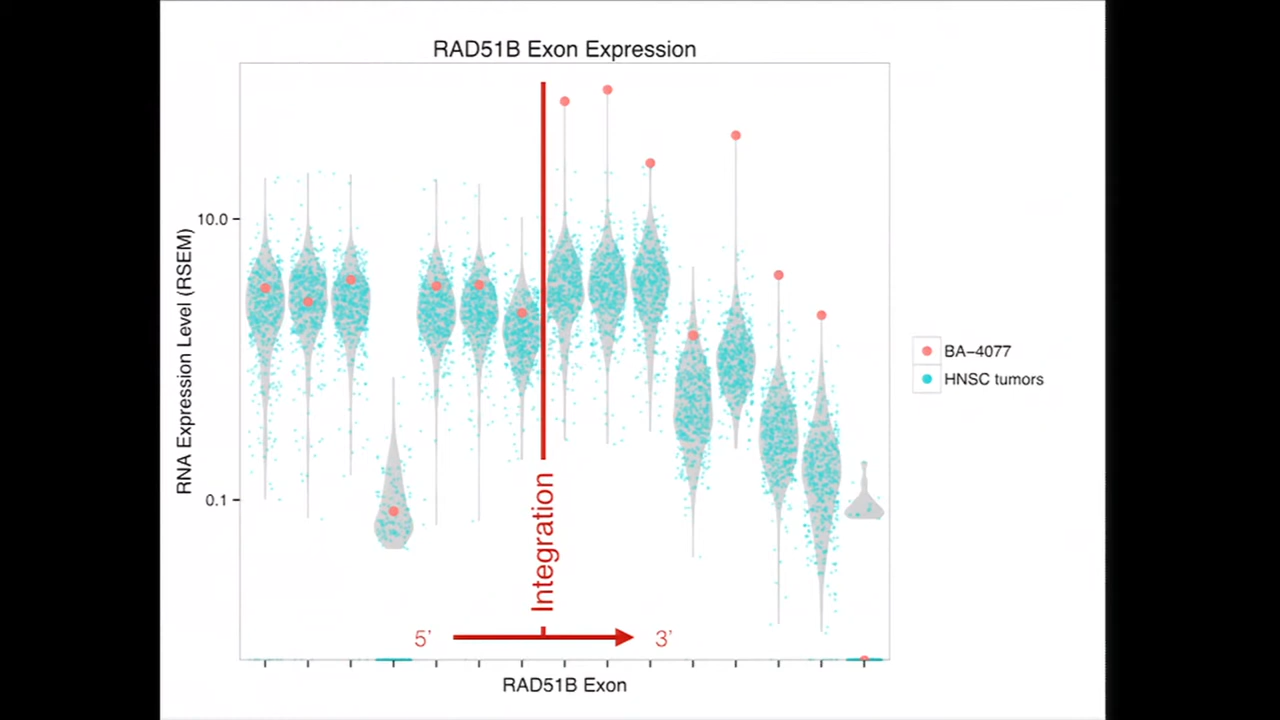 RAD51B Exon Expression
RNA Expression Level (RSEM)
10.0
0.1
Integration
5'
3'
RAD51B Exon
BA−4077
HNSC tumors